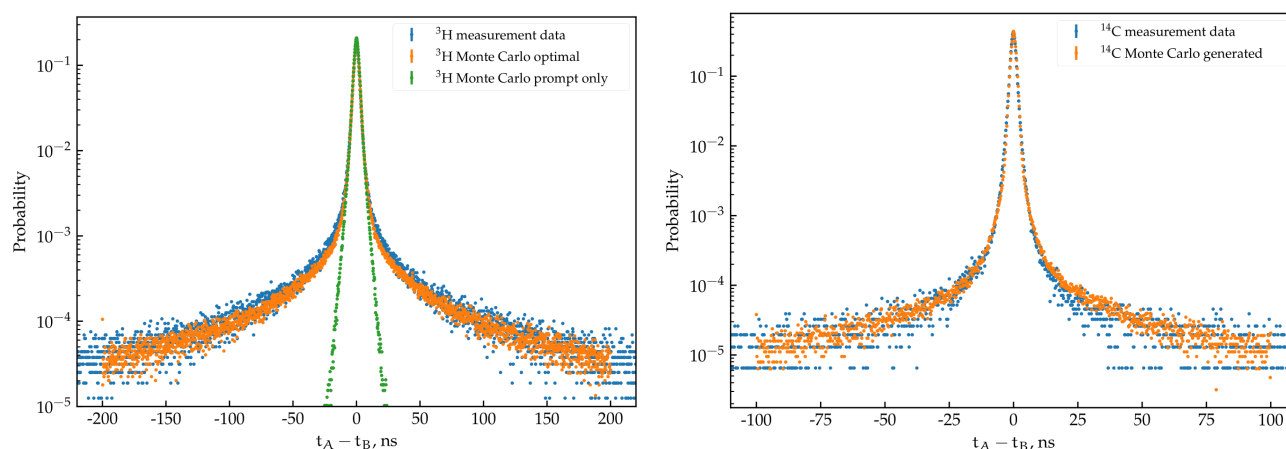 ³H measurement data
³H Monte Carlo optimal
³H Monte Carlo prompt only
Probability
10⁻¹
10⁻²
10⁻³
10⁻⁴
10⁻⁵
-200 -150 -100 -50 0 50 100 150 200
t_A − t_B, ns
¹⁴C measurement data
¹⁴C Monte Carlo generated
Probability
10⁻¹
10⁻²
10⁻³
10⁻⁴
10⁻⁵
-100 -75 -50 -25 0 25 50 75 100
t_A − t_B, ns